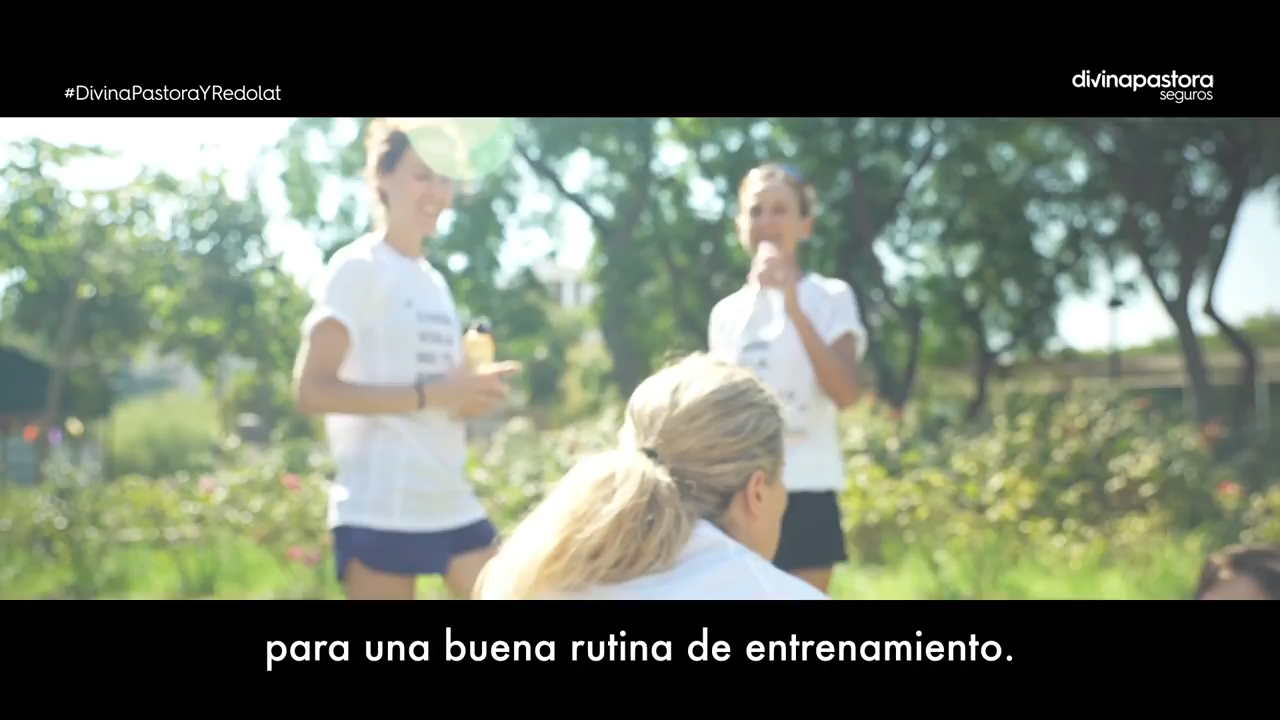 #DivinaPastoraYRedolat
divinapastora
seguros
para una buena rutina de entrenamiento.